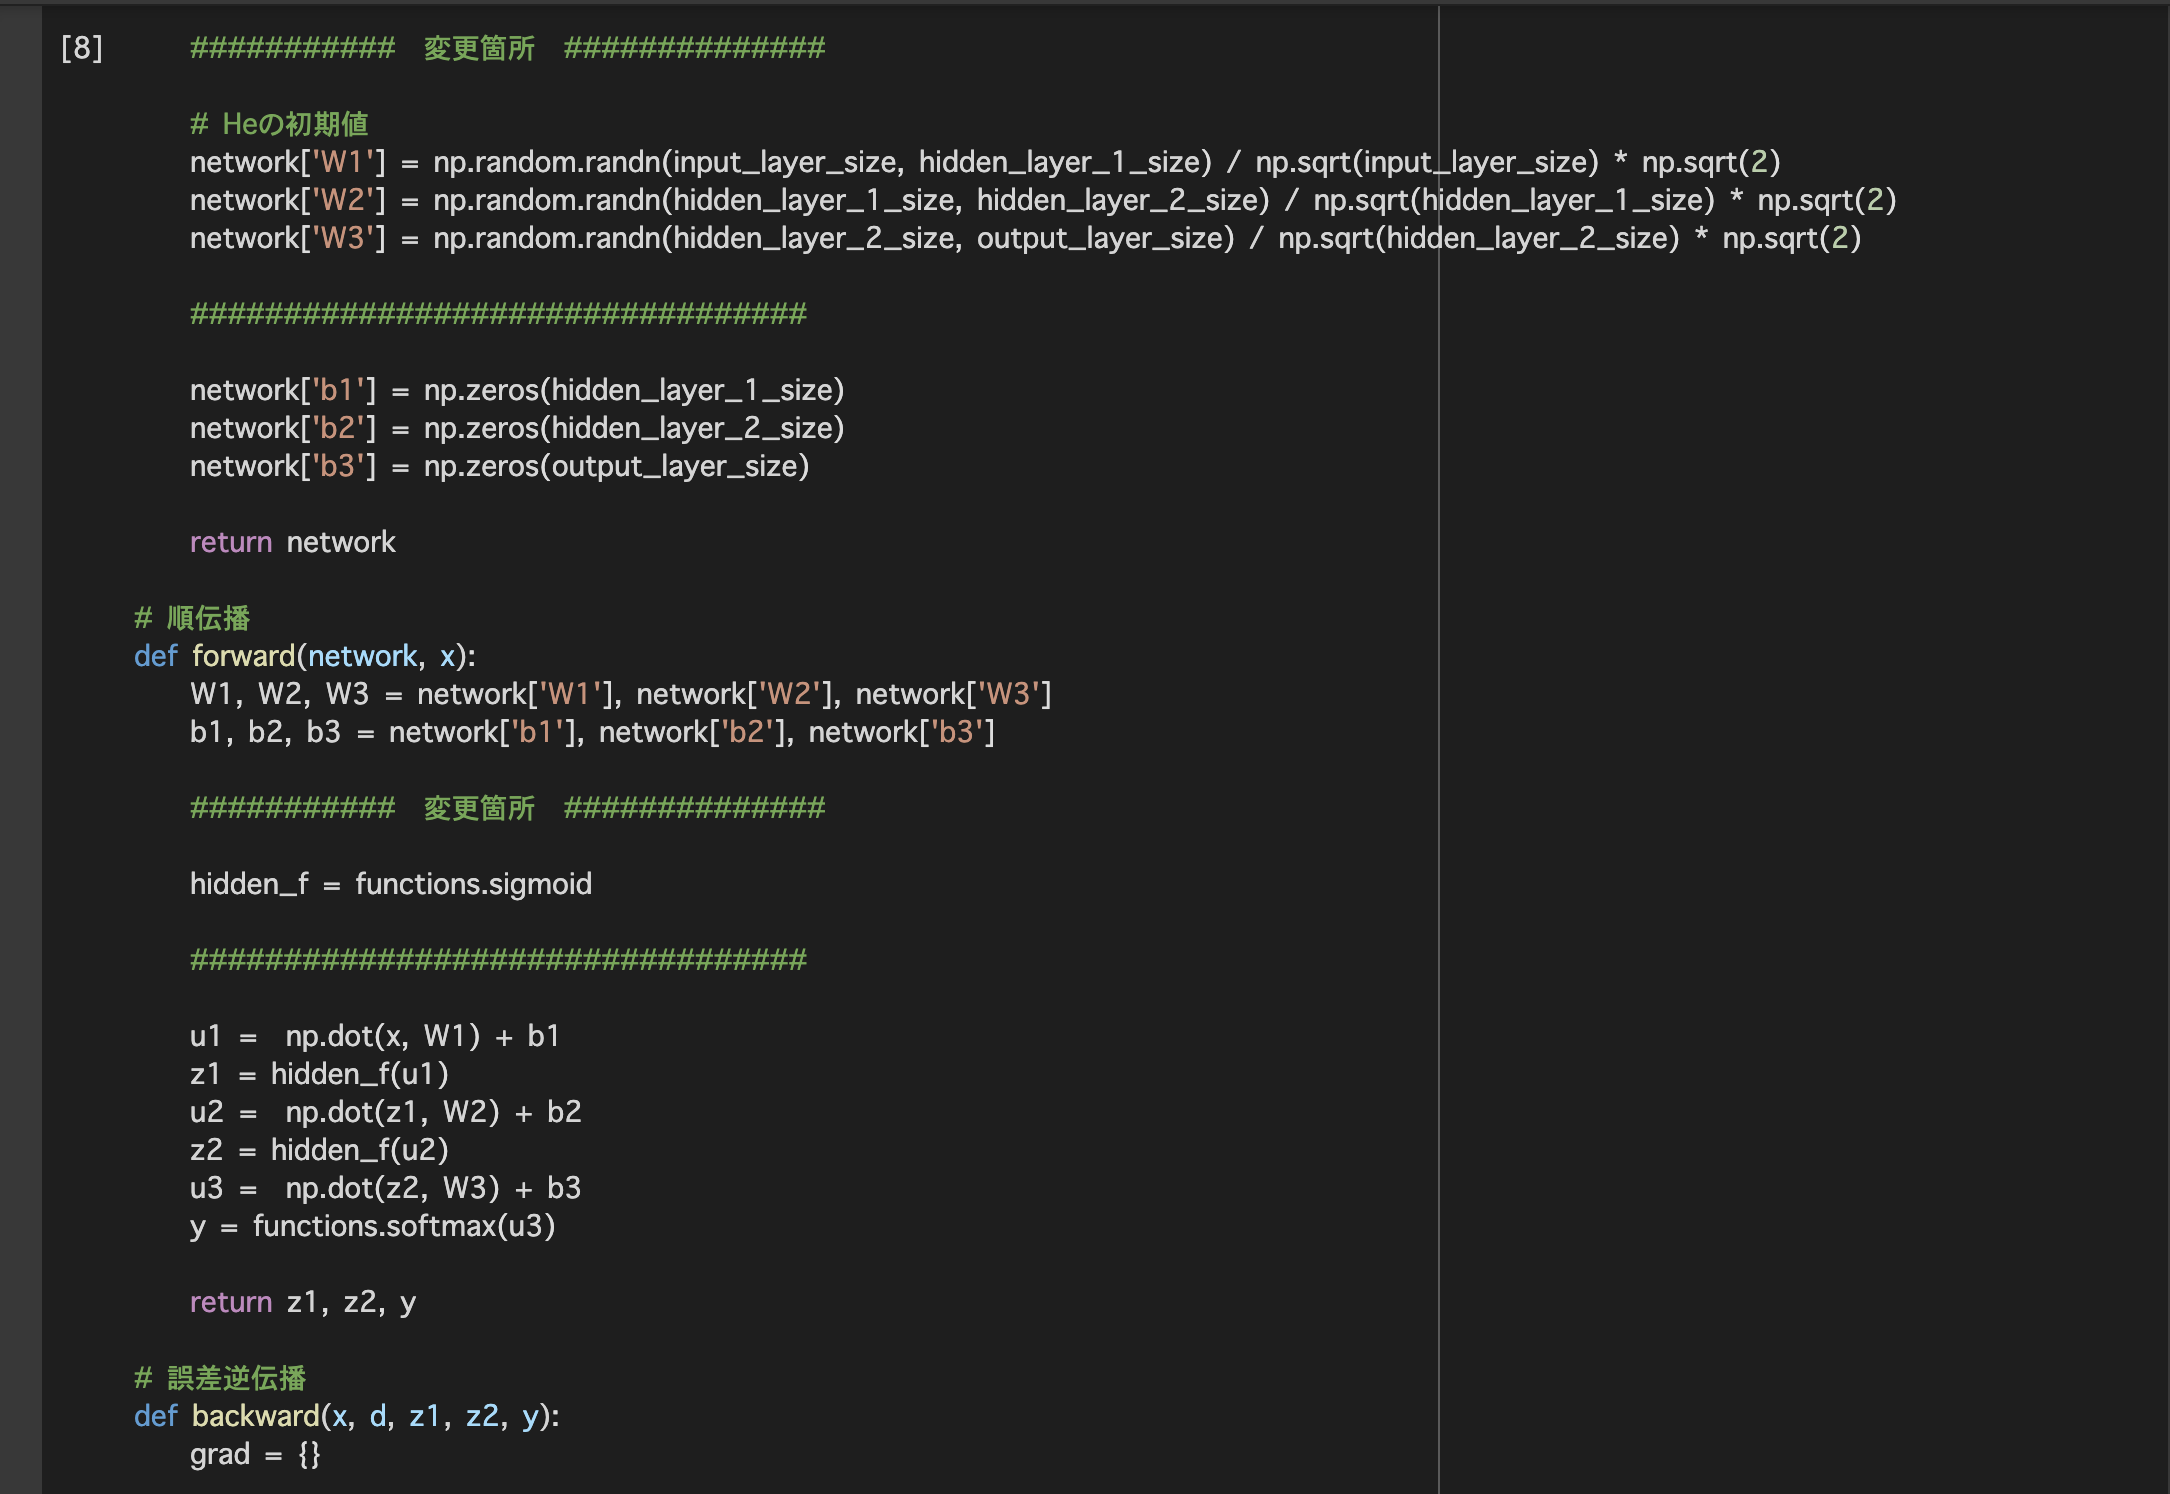 [8] ########### 変更箇所 ##############
# Heの初期値
network['W1'] = np.random.randn(input_layer_size, hidden_layer_1_size) / np.sqrt(input_layer_size) * np.sqrt(2)
network['W2'] = np.random.randn(hidden_layer_1_size, hidden_layer_2_size) / np.sqrt(hidden_layer_1_size) * np.sqrt(2)
network['W3'] = np.random.randn(hidden_layer_2_size, output_layer_size) / np.sqrt(hidden_layer_2_size) * np.sqrt(2)
#################################
network['b1'] = np.zeros(hidden_layer_1_size)
network['b2'] = np.zeros(hidden_layer_2_size)
network['b3'] = np.zeros(output_layer_size)
return network
# 順伝播
def forward(network, x):
W1, W2, W3 = network['W1'], network['W2'], network['W3']
b1, b2, b3 = network['b1'], network['b2'], network['b3']
########### 変更箇所 ##############
hidden_f = functions.sigmoid
#################################
u1 =  np.dot(x, W1) + b1
z1 = hidden_f(u1)
u2 =  np.dot(z1, W2) + b2
z2 = hidden_f(u2)
u3 =  np.dot(z2, W3) + b3
y = functions.softmax(u3)
return z1, z2, y
# 誤差逆伝播
def backward(x, d, z1, z2, y):
grad = {}